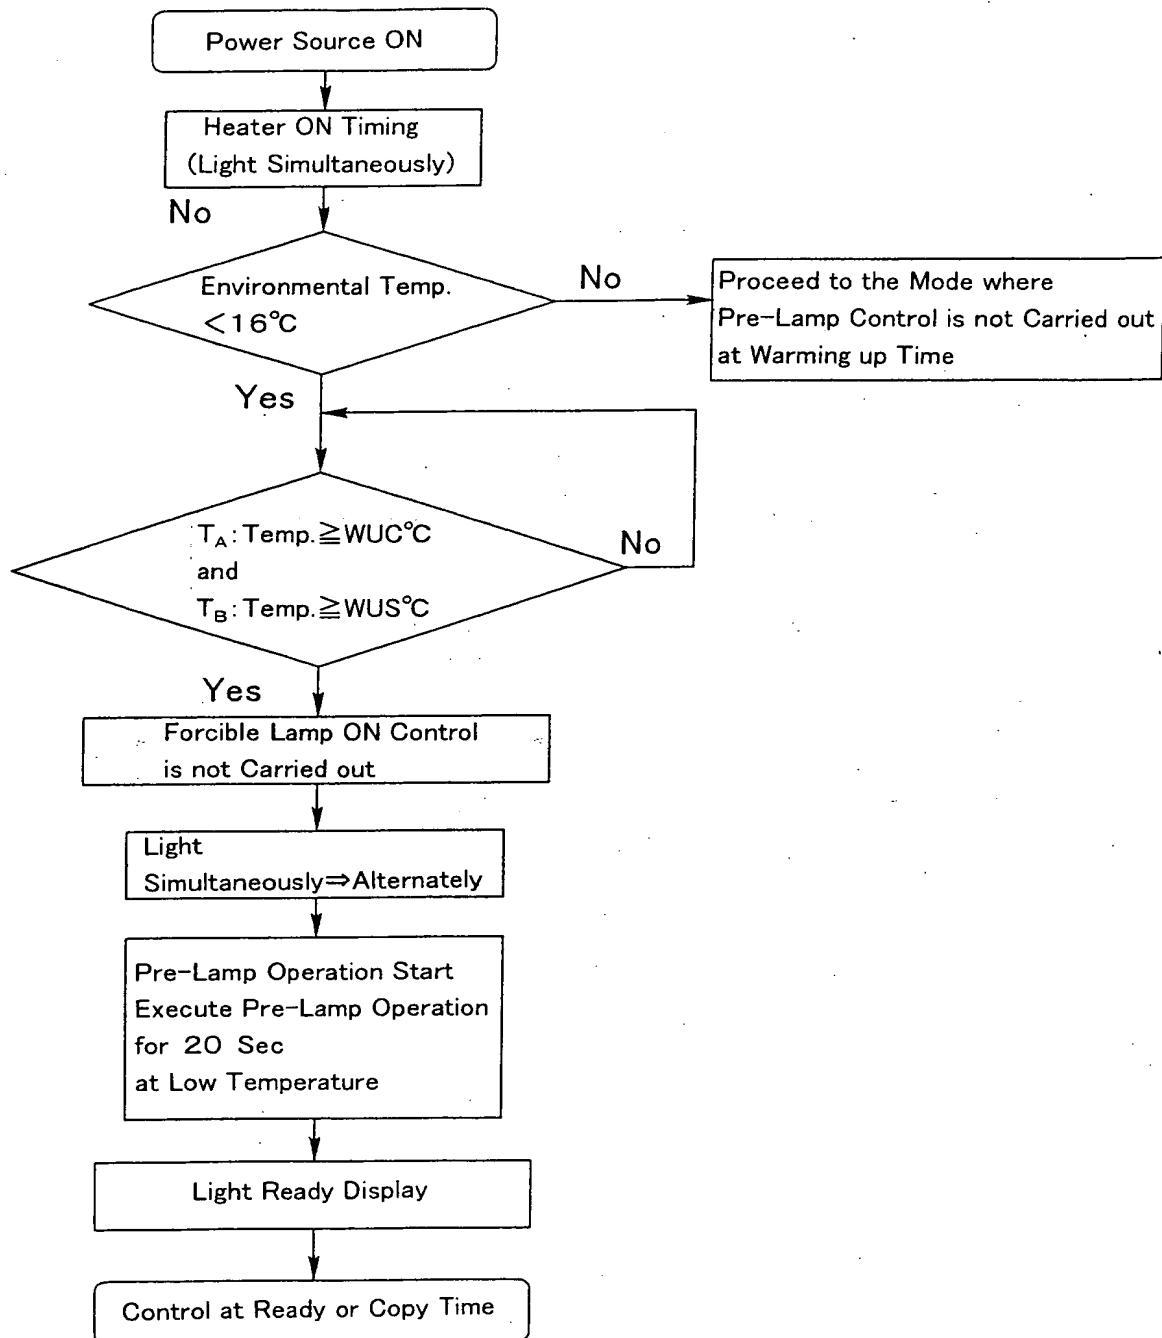 Power Source ON
Heater ON Timing
(Light Simultaneously)
No
Environmental Temp.
<16℃
No
Proceed to the Mode where
Pre-Lamp Control is not Carried out
at Warming up Time
Yes
T_A:Temp.≧WUC℃
and
T_B:Temp.≧WUS℃
No
Yes
Forcible Lamp ON Control
is not Carried out
Light
Simultaneously⇒Alternately
Pre-Lamp Operation Start
Execute Pre-Lamp Operation
for 20 Sec
at Low Temperature
Light Ready Display
Control at Ready or Copy Time